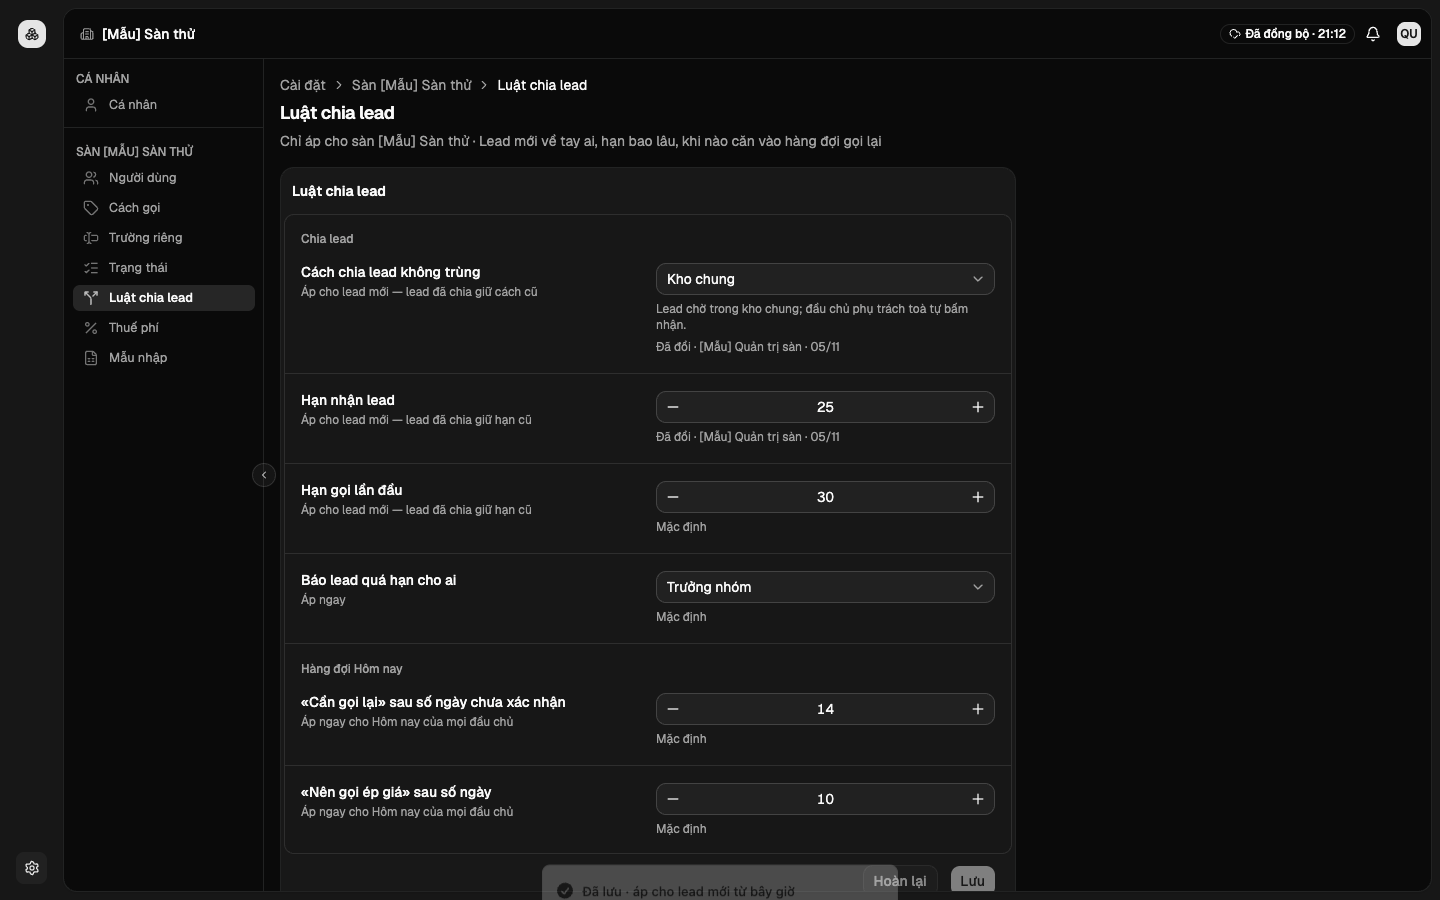 [Mẫu] Sàn thử
Đã đồng bộ · 21:12
QU
CÁ NHÂN
Cá nhân
SÀN [MẪU] SÀN THỬ
Người dùng
Cách gọi
Trường riêng
Trạng thái
Luật chia lead
Thuế phí
Mẫu nhập
Cài đặt > Sàn [Mẫu] Sàn thử > Luật chia lead
Luật chia lead
Chỉ áp cho sàn [Mẫu] Sàn thử · Lead mới về tay ai, hạn bao lâu, khi nào căn vào hàng đợi gọi lại
Luật chia lead
Chia lead
Cách chia lead không trùng
Áp cho lead mới — lead đã chia giữ cách cũ
Kho chung
Lead chờ trong kho chung; đầu chủ phụ trách toà tự bấm
nhận.
Đã đổi · [Mẫu] Quản trị sàn · 05/11
Hạn nhận lead
Áp cho lead mới — lead đã chia giữ hạn cũ
25
Đã đổi · [Mẫu] Quản trị sàn · 05/11
Hạn gọi lần đầu
Áp cho lead mới — lead đã chia giữ hạn cũ
30
Mặc định
Báo lead quá hạn cho ai
Áp ngay
Trưởng nhóm
Mặc định
Hàng đợi Hôm nay
«Cần gọi lại» sau số ngày chưa xác nhận
Áp ngay cho Hôm nay của mọi đầu chủ
14
Mặc định
«Nên gọi ép giá» sau số ngày
Áp ngay cho Hôm nay của mọi đầu chủ
10
Mặc định
Hoàn lại
Lưu
Đã lưu · áp cho lead mới từ bây giờ